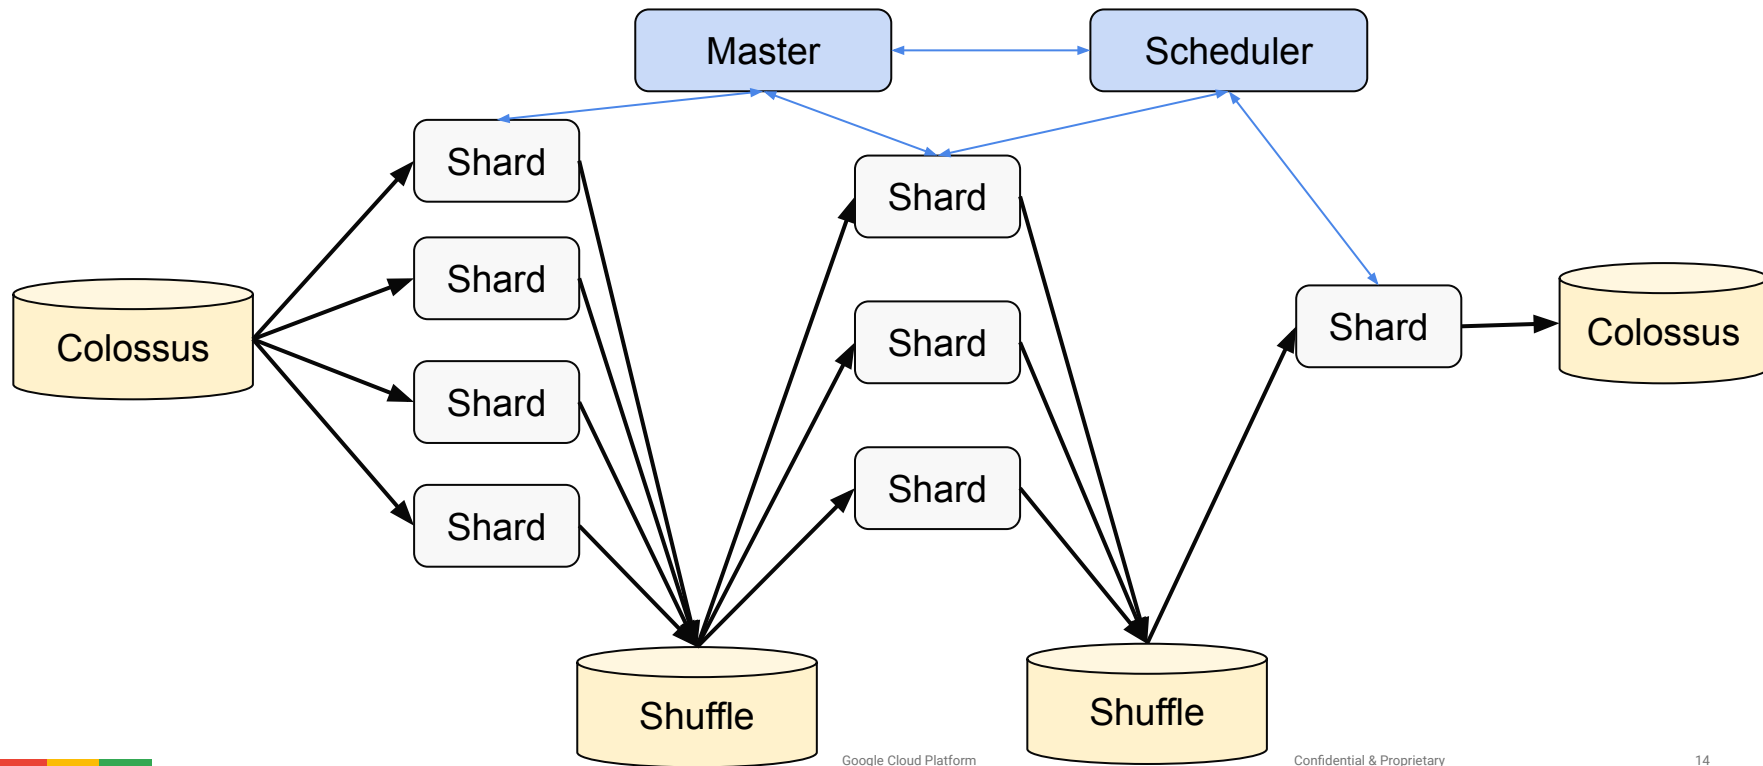 Master
Scheduler
Shard
Shard
Shard
Shard
Shard
Shard
Shard
Shard
Colossus
Colossus
Shuffle
Shuffle
Google Cloud Platform
Confidential & Proprietary
14